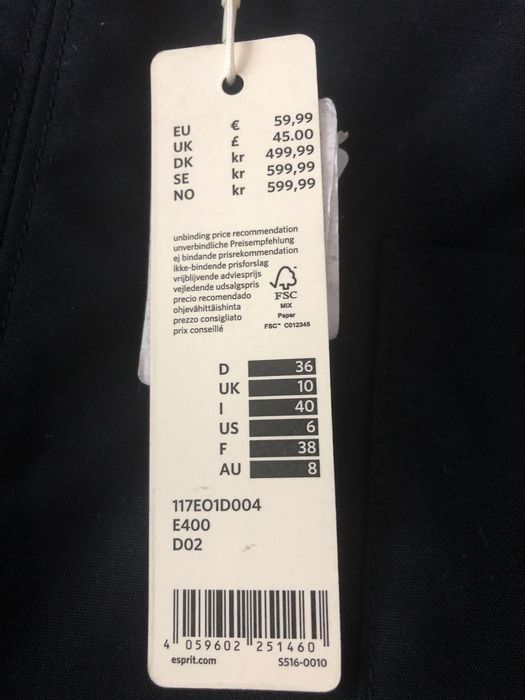 EU € 59,99
UK £ 45.00
DK kr 499,99
SE kr 599,99
NO kr 599,99
unbinding price recommendation
unverbindliche Preisempfehlung
ej bindande prisrekommendation
ikke-bindende prisforslag
vrijblijvende adviesprijs
vejledende udsalgspris
precio recomendado
ohjevähittäishinta
prezzo consigliato
prix conseillé
FSC
MIX
Paper
FSC™ C012345
D 36
UK 10
I 40
US 6
F 38
AU 8
117EO1D004
E400
D02
4 059602 251460
esprit.com S516-0010